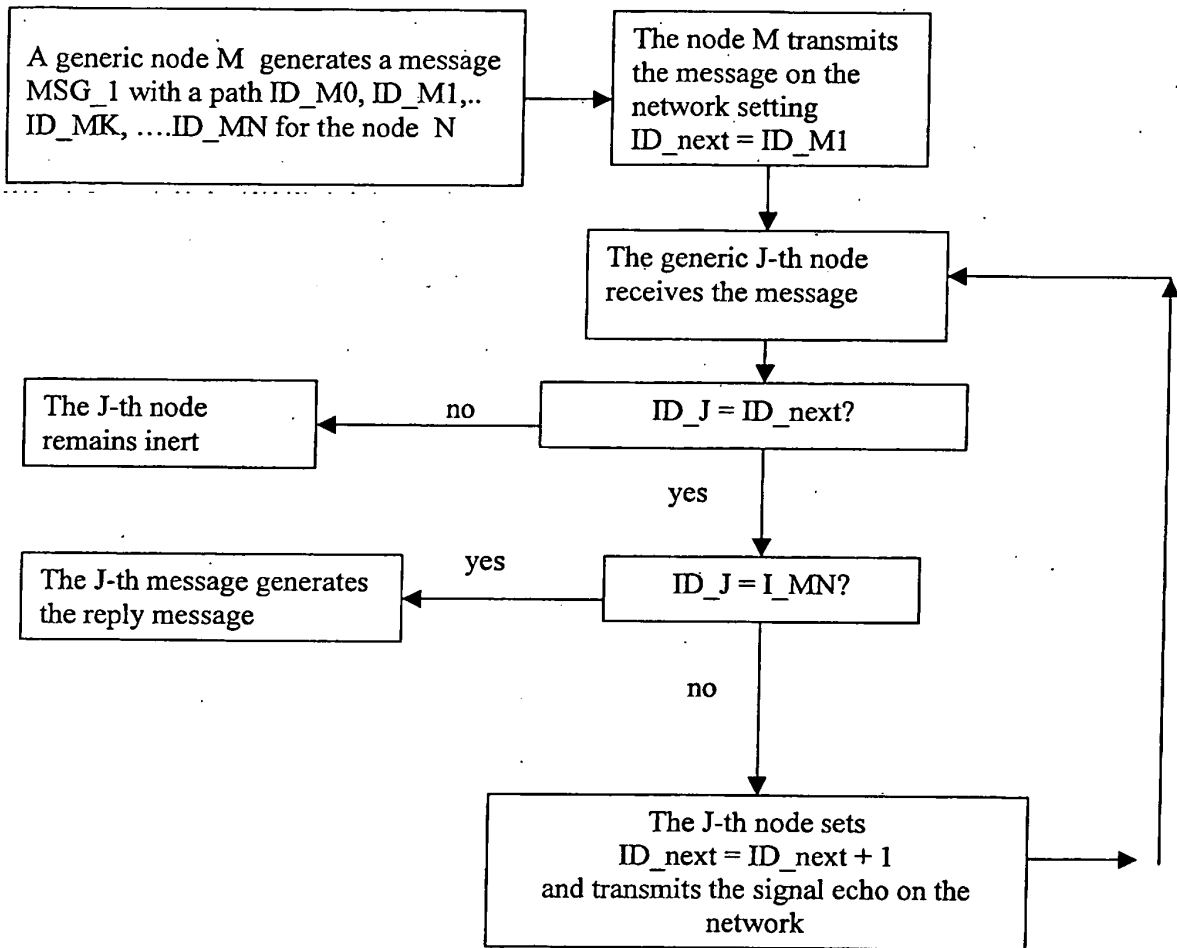 A generic node M generates a message
MSG_1 with a path ID_M0, ID_M1,..
ID_MK, ....ID_MN for the node N
The node M transmits
the message on the
network setting
ID_next = ID_M1
The generic J-th node
receives the message
ID_J = ID_next?
no
The J-th node
remains inert
yes
ID_J = I_MN?
yes
The J-th message generates
the reply message
no
The J-th node sets
ID_next = ID_next + 1
and transmits the signal echo on the
network